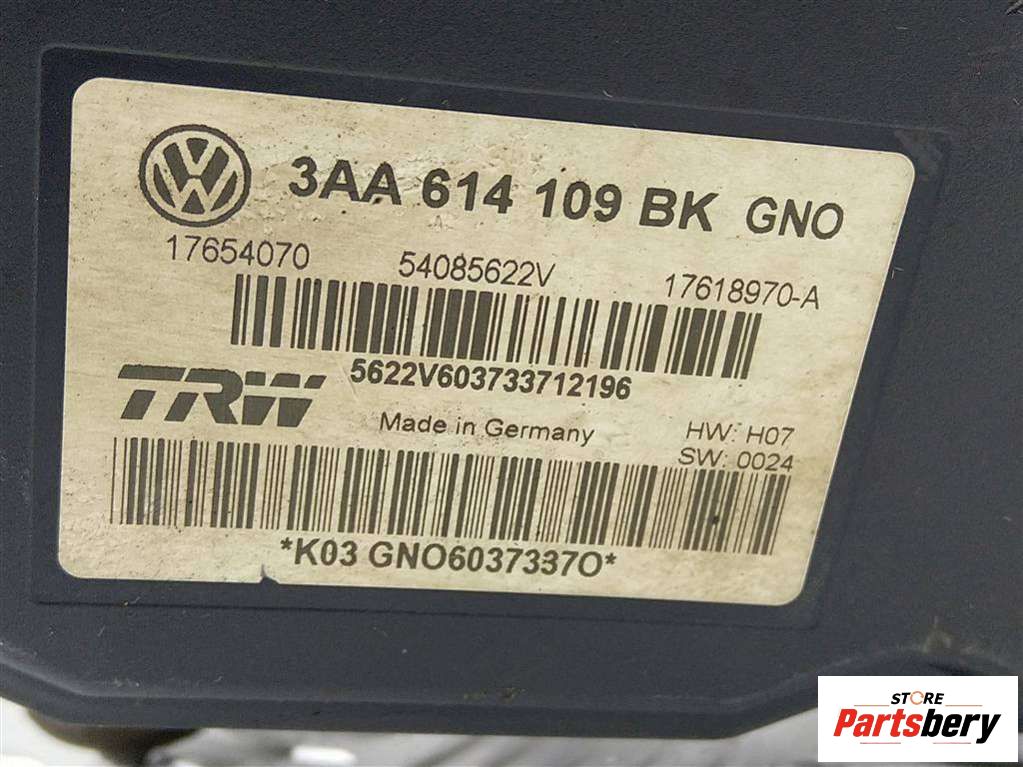 3AA 614 109 BK GNO
17654070 54085622V 17618970-A
5622V603733712196
TRW
Made in Germany
HW: H07
SW: 0024
*K03 GNO6037337O*
STORE
Partsbery